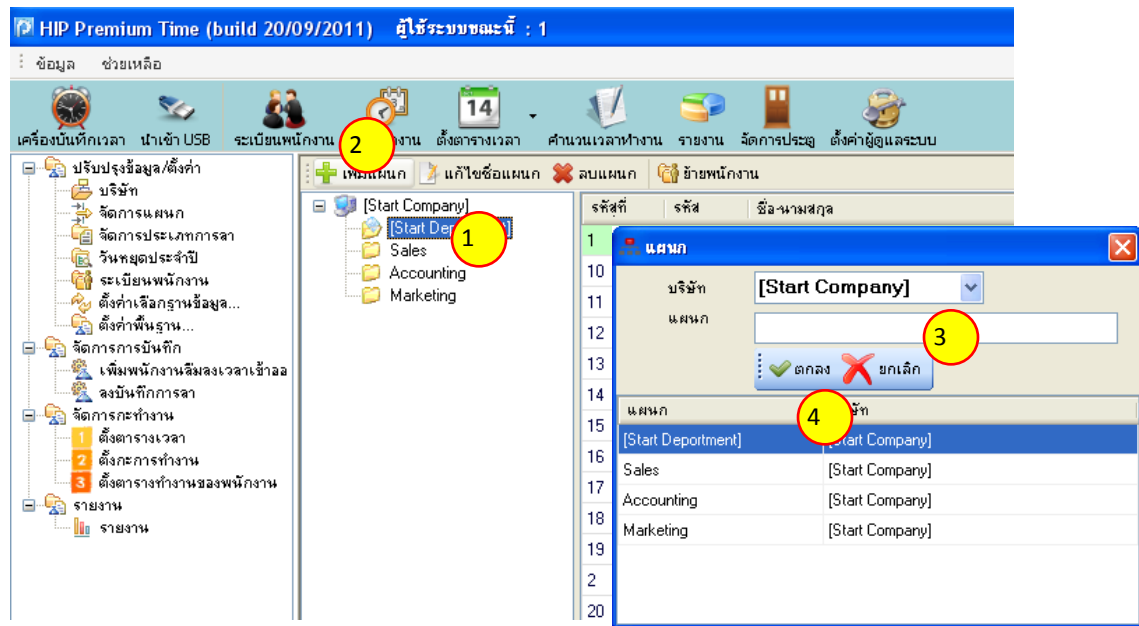 HIP Premium Time (build 20/09/2011) ผู้ใช้ระบบขณะนี้ : 1
ข้อมูล ช่วยเหลือ
14
เครื่องบันทึกเวลา นำเข้า USB ระเบียนพนักงาน งาน ตั้งตารางเวลา คำนวนเวลาทำงาน รายงาน จัดการประตู ตั้งค่าผู้ดูแลระบบ
2
ปรับปรุงข้อมูล/ตั้งค่า
บริษัท
จัดการแผนก
จัดการประเภทการลา
วันหยุดประจำปี
ระเบียนพนักงาน
ตั้งค่าเลือกฐานข้อมูล...
ตั้งค่าพื้นฐาน...
จัดการการบันทึก
เพิ่มพนักงานลืมลงเวลาเข้าออ
ลงบันทึกการลา
จัดการกะทำงาน
1 ตั้งตารางเวลา
2 ตั้งกะการทำงาน
3 ตั้งตารางทำงานของพนักงาน
รายงาน
รายงาน
เพิ่มแผนก แก้ไขชื่อแผนก ลบแผนก ย้ายพนักงาน
[Start Company]
[Start Dep
1
Sales
Accounting
Marketing
รหัสที่ รหัส ชื่อ-นามสกุล
1
10
11
12
13
14
15
16
17
18
19
2
20
แผนก
บริษัท [Start Company]
แผนก
3
ตกลง ยกเลิก
4
แผนก ษัท
[Start Deportment] [Start Company]
Sales [Start Company]
Accounting [Start Company]
Marketing [Start Company]